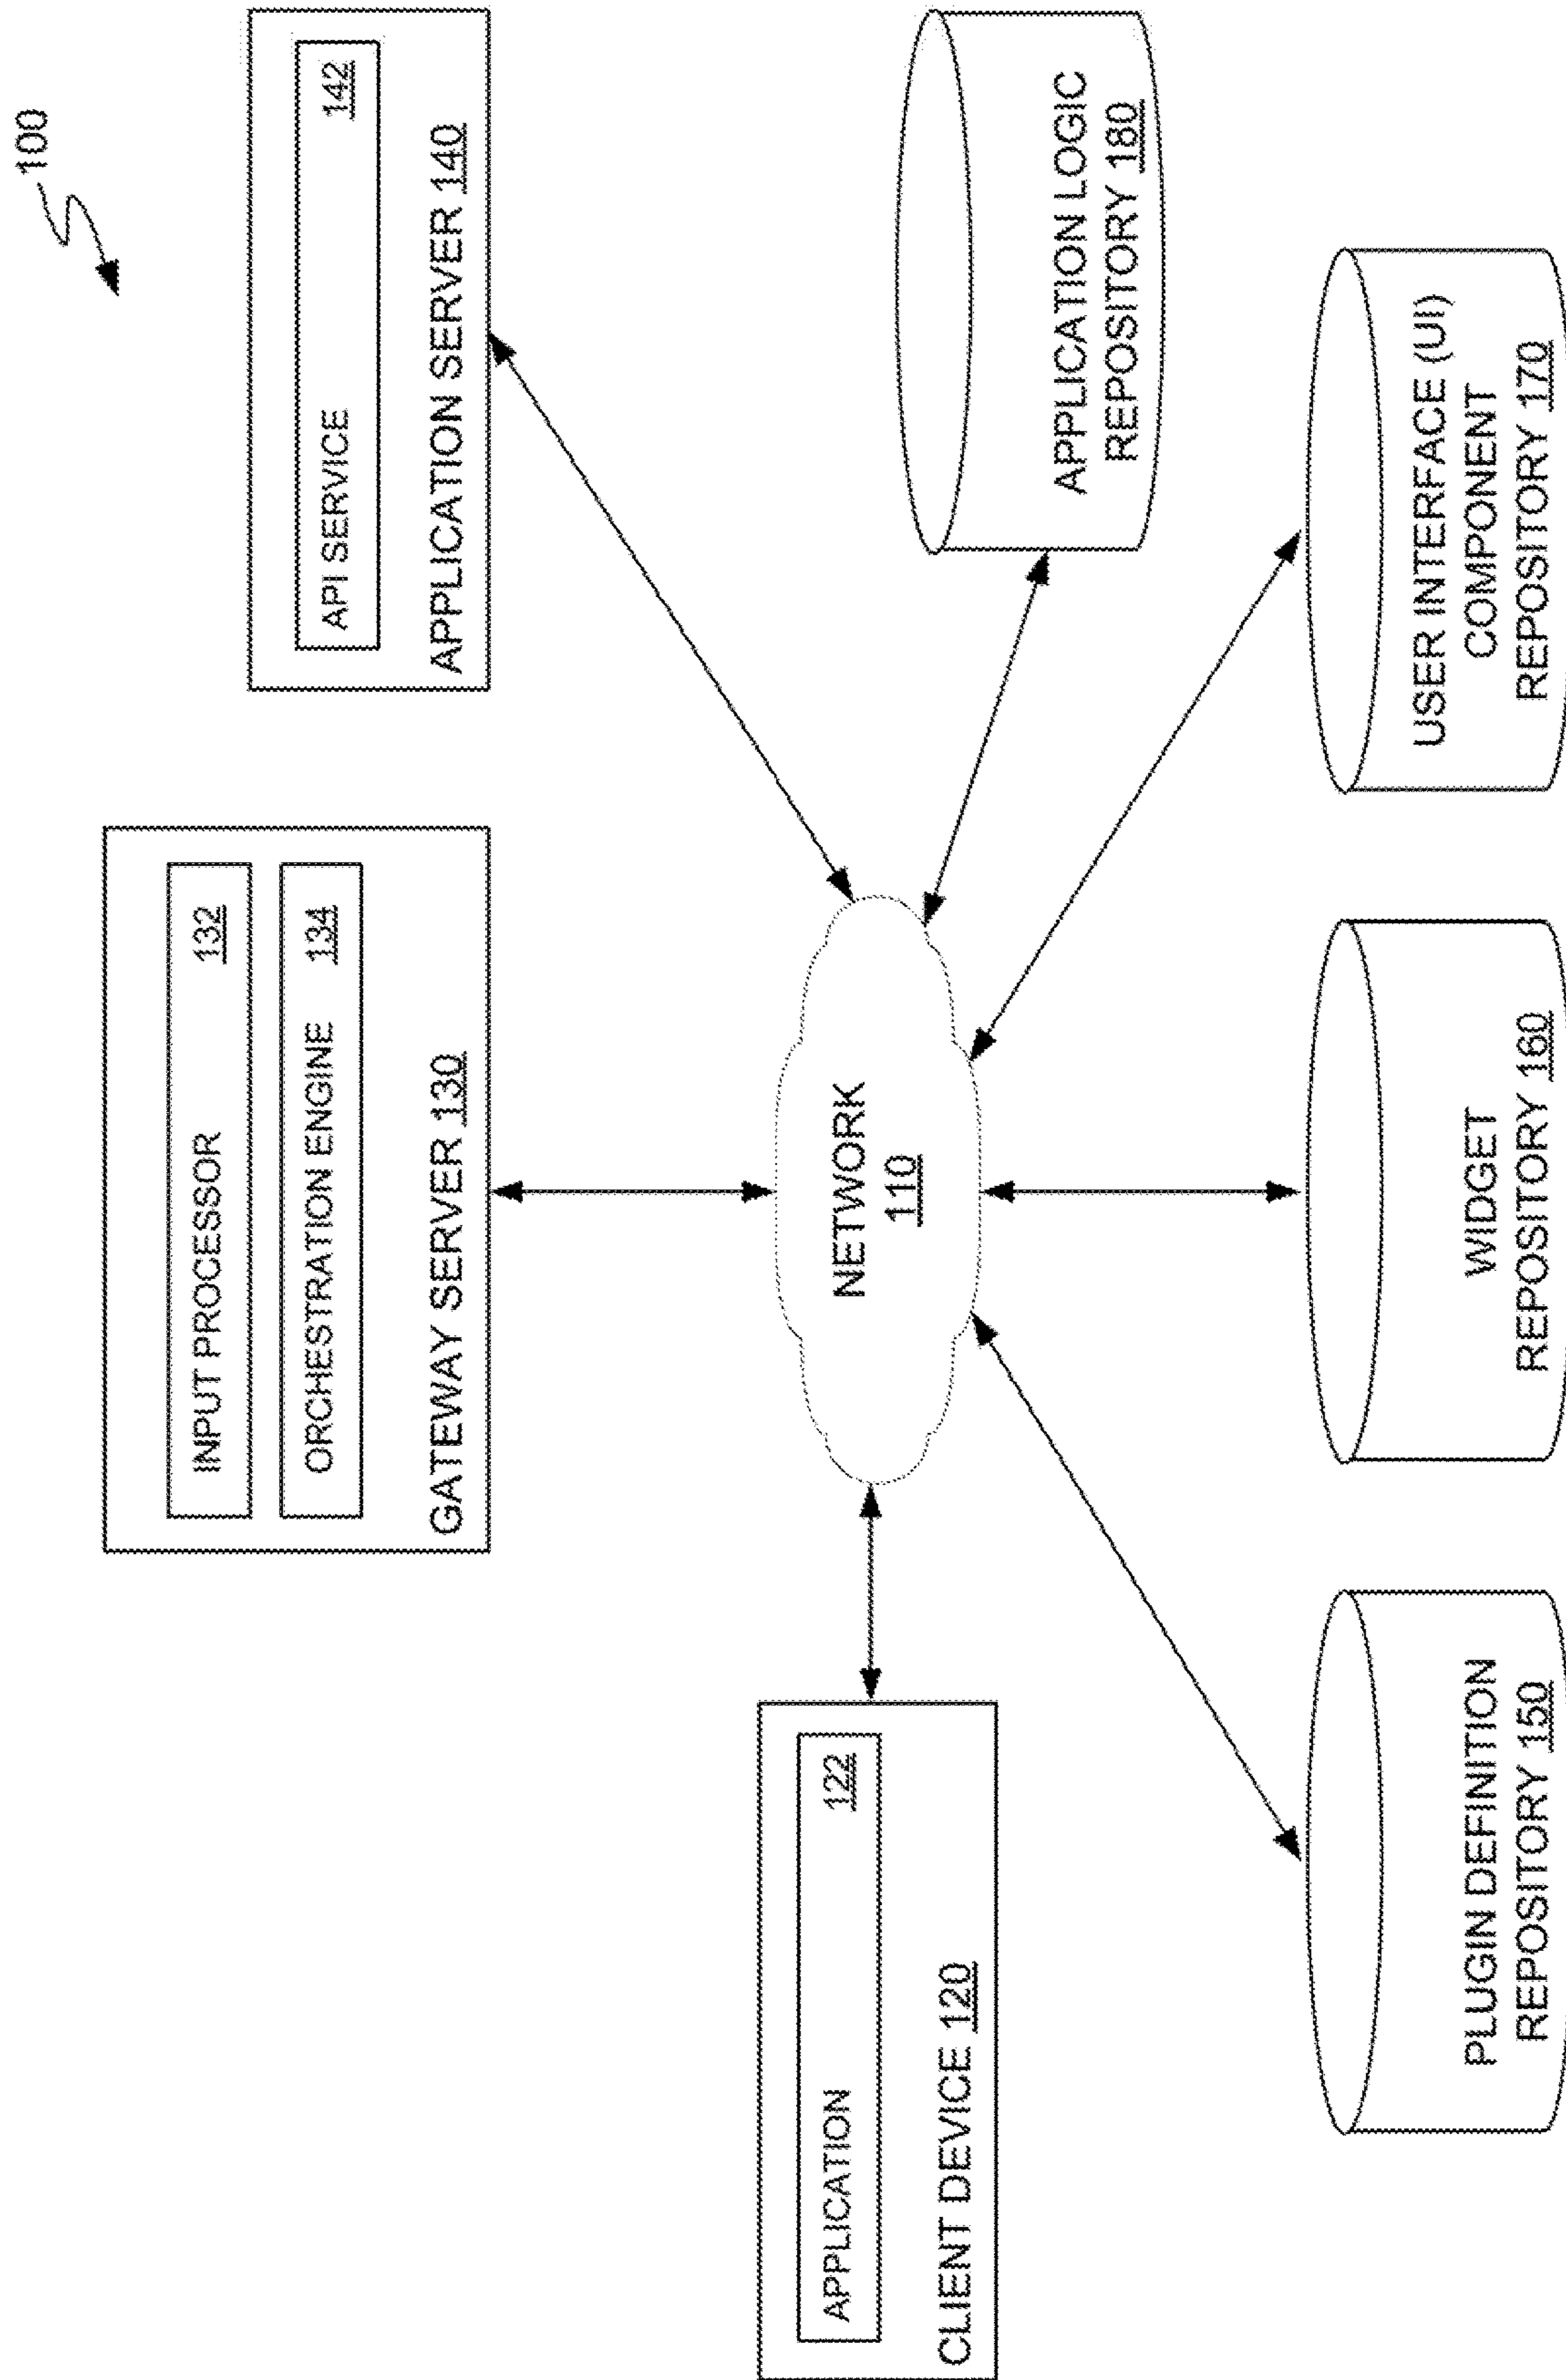 100
INPUT PROCESSOR 132
ORCHESTRATION ENGINE 134
GATEWAY SERVER 130
API SERVICE 142
APPLICATION SERVER 140
APPLICATION 122
CLIENT DEVICE 120
NETWORK
110
APPLICATION LOGIC
REPOSITORY 180
PLUGIN DEFINITION
REPOSITORY 150
WIDGET
REPOSITORY 160
USER INTERFACE (UI)
COMPONENT
REPOSITORY 170